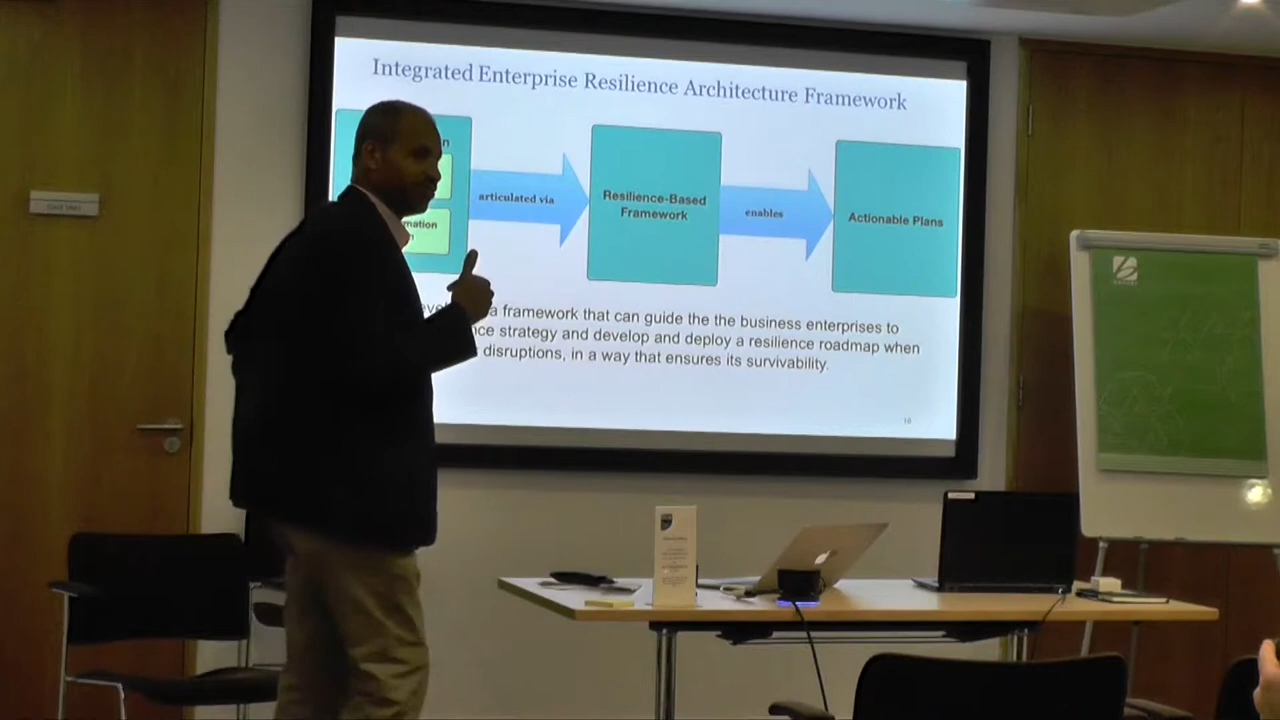 Integrated Enterprise Resilience Architecture Framework
articulated via
Resilience-Based
Framework
enables
Actionable Plans
a framework that can guide the the business enterprises to
strategy and develop and deploy a resilience roadmap when
disruptions, in a way that ensures its survivability.